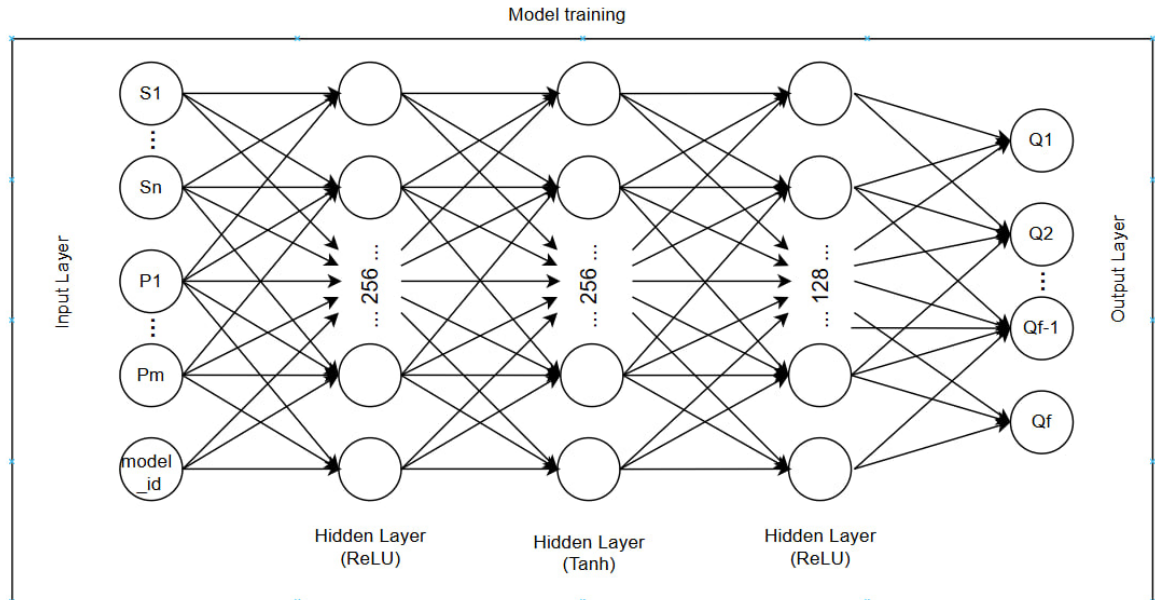 Model training
Input Layer
S1
Sn
P1
Pm
model
_id
... 256 ...
... 256 ...
... 128 ...
Q1
Q2
Qf-1
Qf
Output Layer
Hidden Layer
(ReLU)
Hidden Layer
(Tanh)
Hidden Layer
(ReLU)